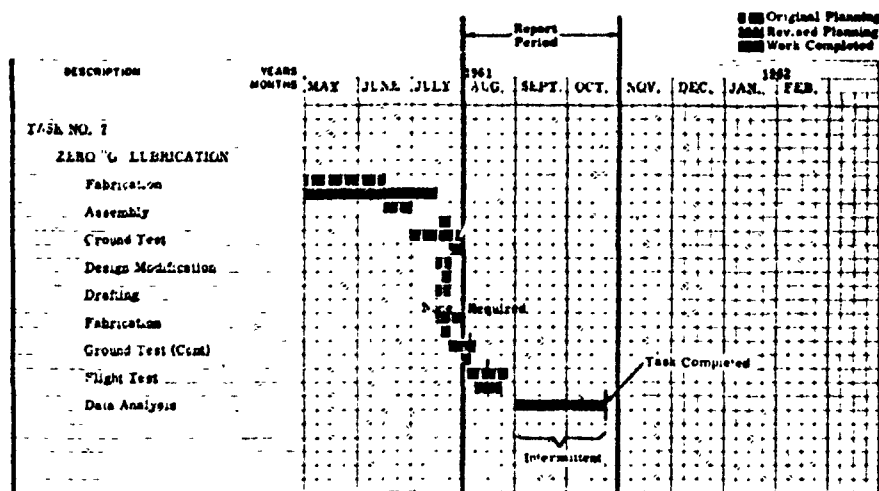 Report Period
Original Planning
Revised Planning
Work Completed
DESCRIPTION
YEARS 1961 1962
MONTHS MAY JUNE JULY AUG. SEPT. OCT. NOV. DEC. JAN. FEB.
TASK NO. 7
ZERO "G" LUBRICATION
Fabrication
Assembly
Ground Test
Design Modification
Drafting
Required
Fabrication
Ground Test (Cont)
Flight Test
Task Completed
Data Analysis
Intermittent